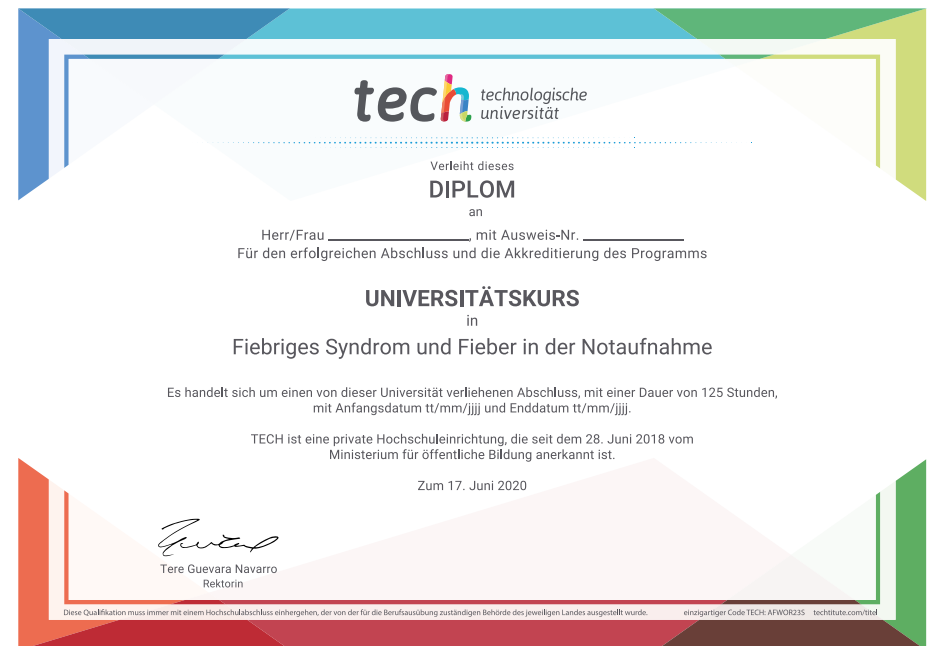 tech technologische
universität
Verleiht dieses
DIPLOM
an
Herr/Frau ____________________, mit Ausweis-Nr. ______________
Für den erfolgreichen Abschluss und die Akkreditierung des Programms
UNIVERSITÄTSKURS
in
Fiebriges Syndrom und Fieber in der Notaufnahme
Es handelt sich um einen von dieser Universität verliehenen Abschluss, mit einer Dauer von 125 Stunden,
mit Anfangsdatum tt/mm/jjjj und Enddatum tt/mm/jjjj.
TECH ist eine private Hochschuleinrichtung, die seit dem 28. Juni 2018 vom
Ministerium für öffentliche Bildung anerkannt ist.
Zum 17. Juni 2020
Tere Guevara Navarro
Rektorin
Diese Qualifikation muss immer mit einem Hochschulabschluss einhergehen, der von der für die Berufsausübung zuständigen Behörde des jeweiligen Landes ausgestellt wurde. einzigartiger Code TECH: AFWOR23S techtitute.com/titel